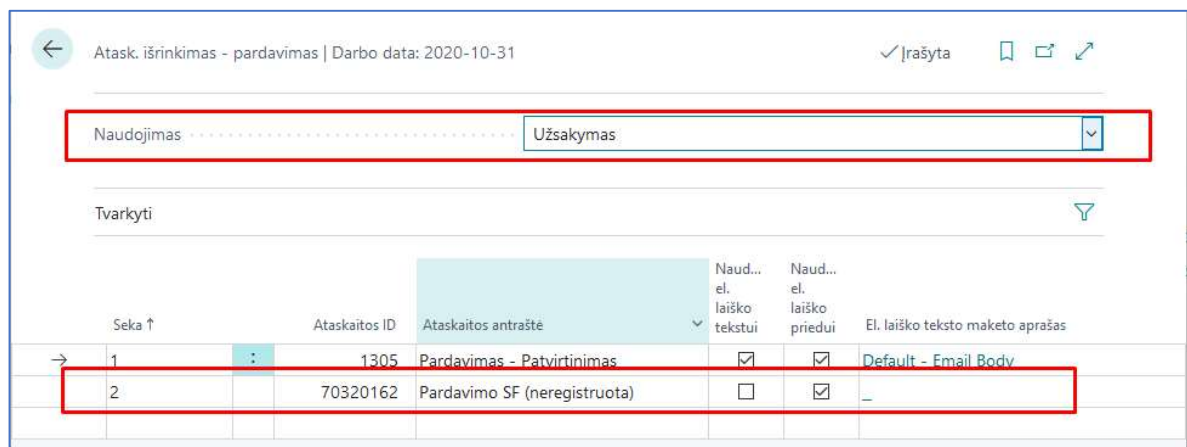 Atask. išrinkimas - pardavimas | Darbo data: 2020-10-31 ✓Įrašyta
Naudojimas Užsakymas
Tvarkyti
Seka ↑ Ataskaitos ID Ataskaitos antraštė Naud... el. laiško tekstui Naud... el. laiško priedui El. laiško teksto maketo aprašas
→ 1 1305 Pardavimas - Patvirtinimas Default - Email Body
2 70320162 Pardavimo SF (neregistruota) _